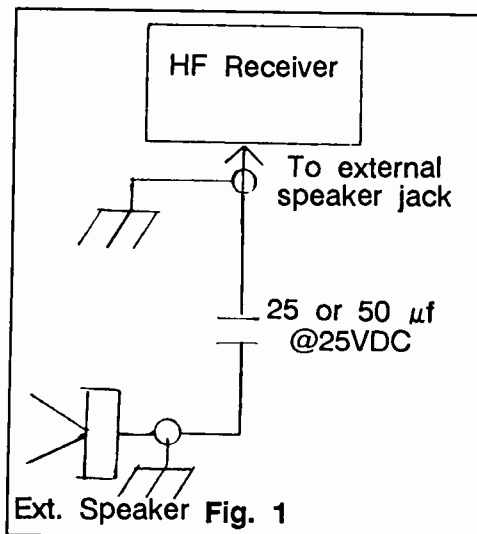 HF Receiver
To external
speaker jack
25 or 50 µf
@25VDC
Ext. Speaker Fig. 1